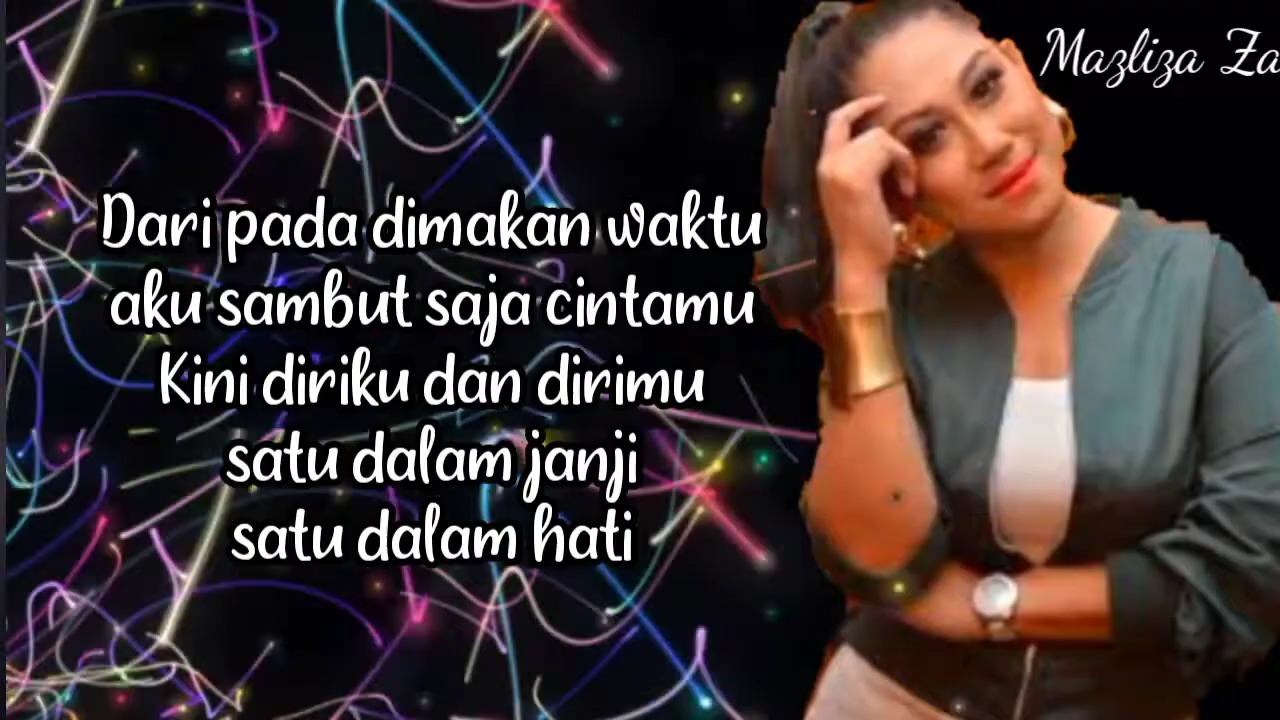 Mazliza Za
Dari pada dimakan waktu
aku sambut saja cintamu
Kini diriku dan dirimu
satu dalam janji
satu dalam hati